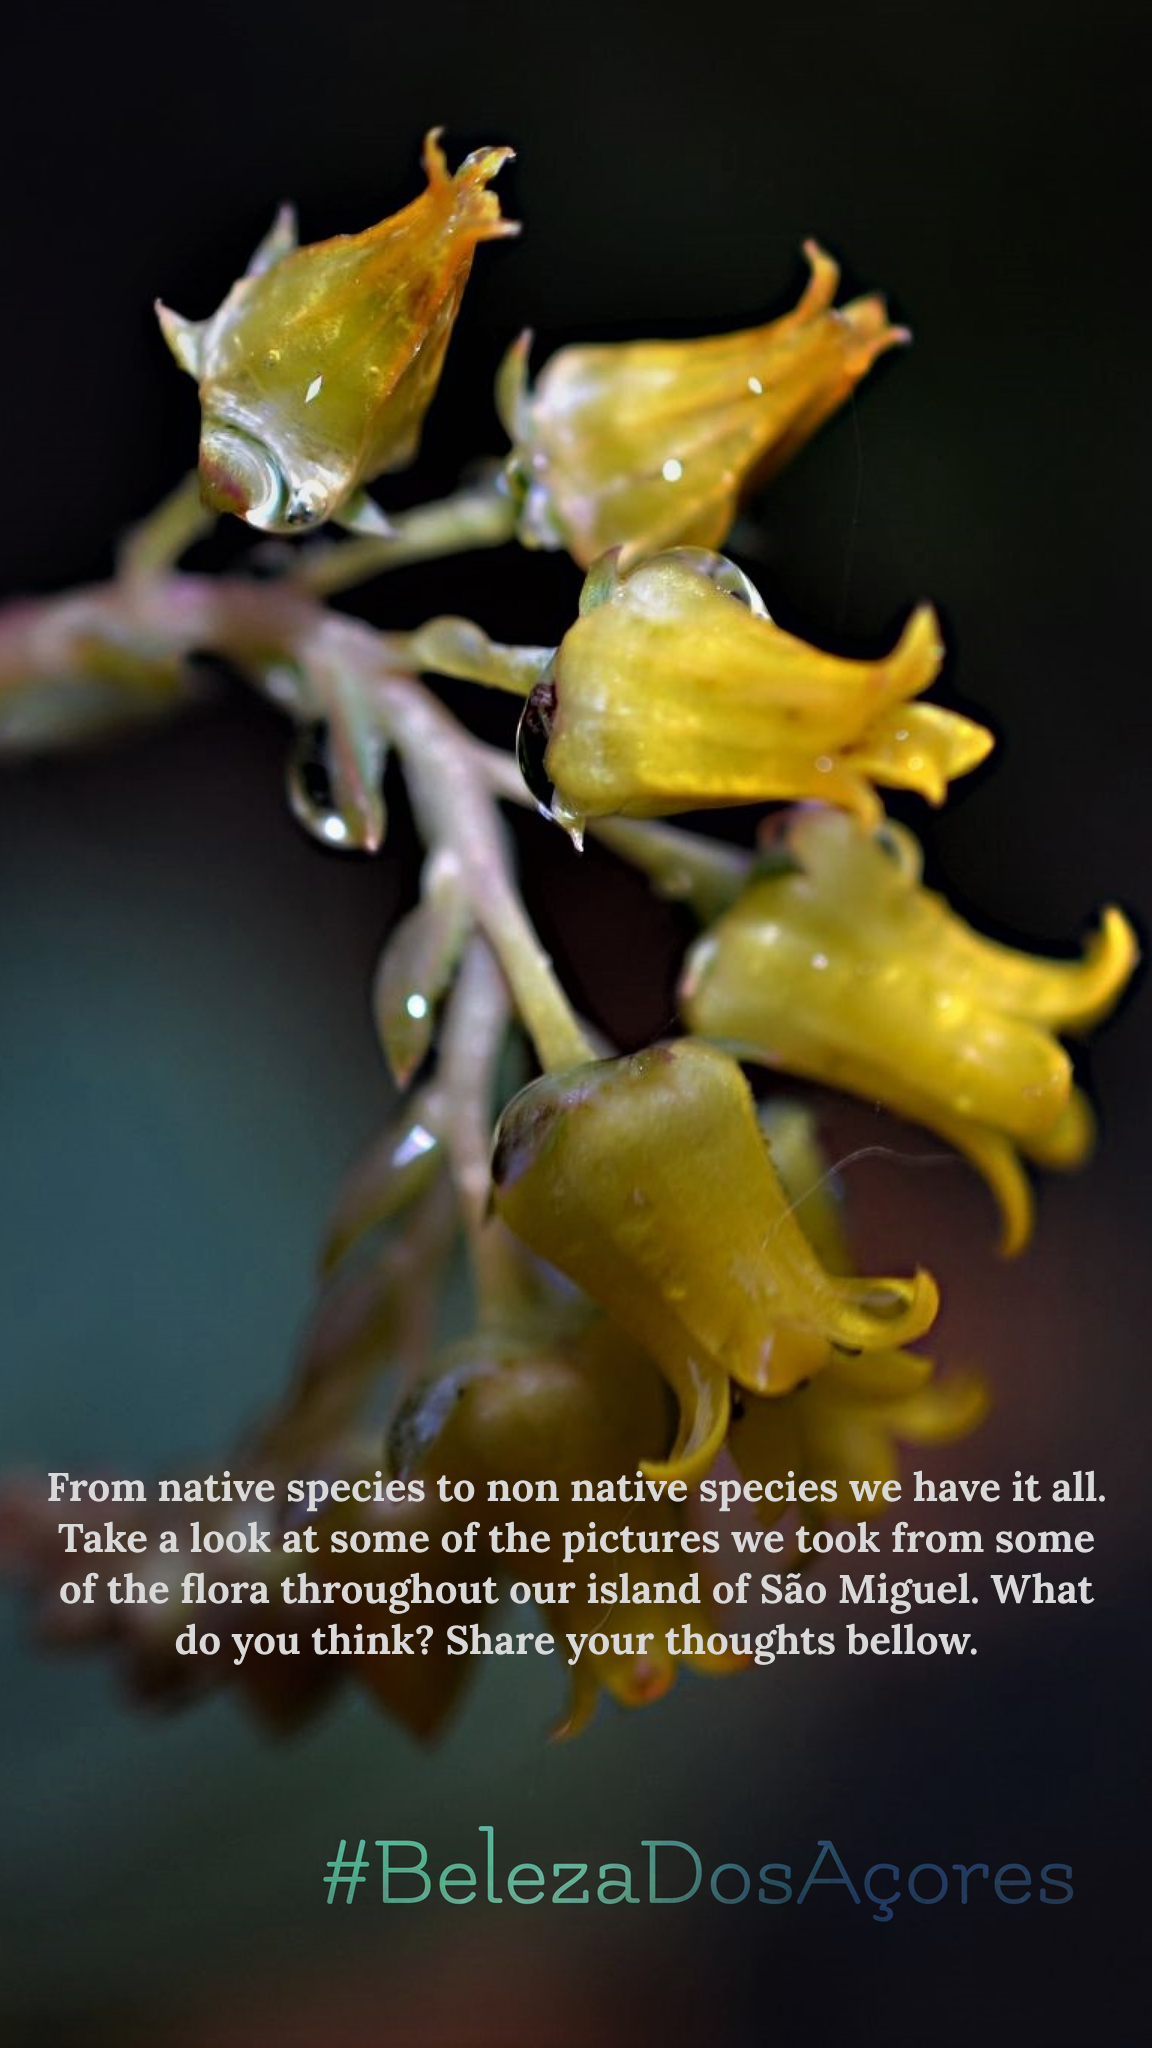 From native species to non native species we have it all.
Take a look at some of the pictures we took from some
of the flora throughout our island of São Miguel. What
do you think? Share your thoughts bellow.
#BelezaDosAçores